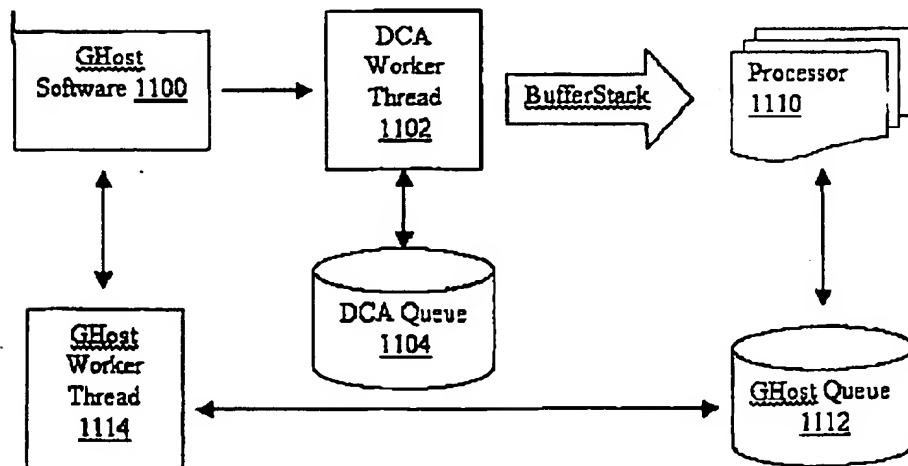 GHost
Software 1100
DCA
Worker
Thread
1102
BufferStack
Processor
1110
DCA Queue
1104
GHost
Worker
Thread
1114
GHost Queue
1112